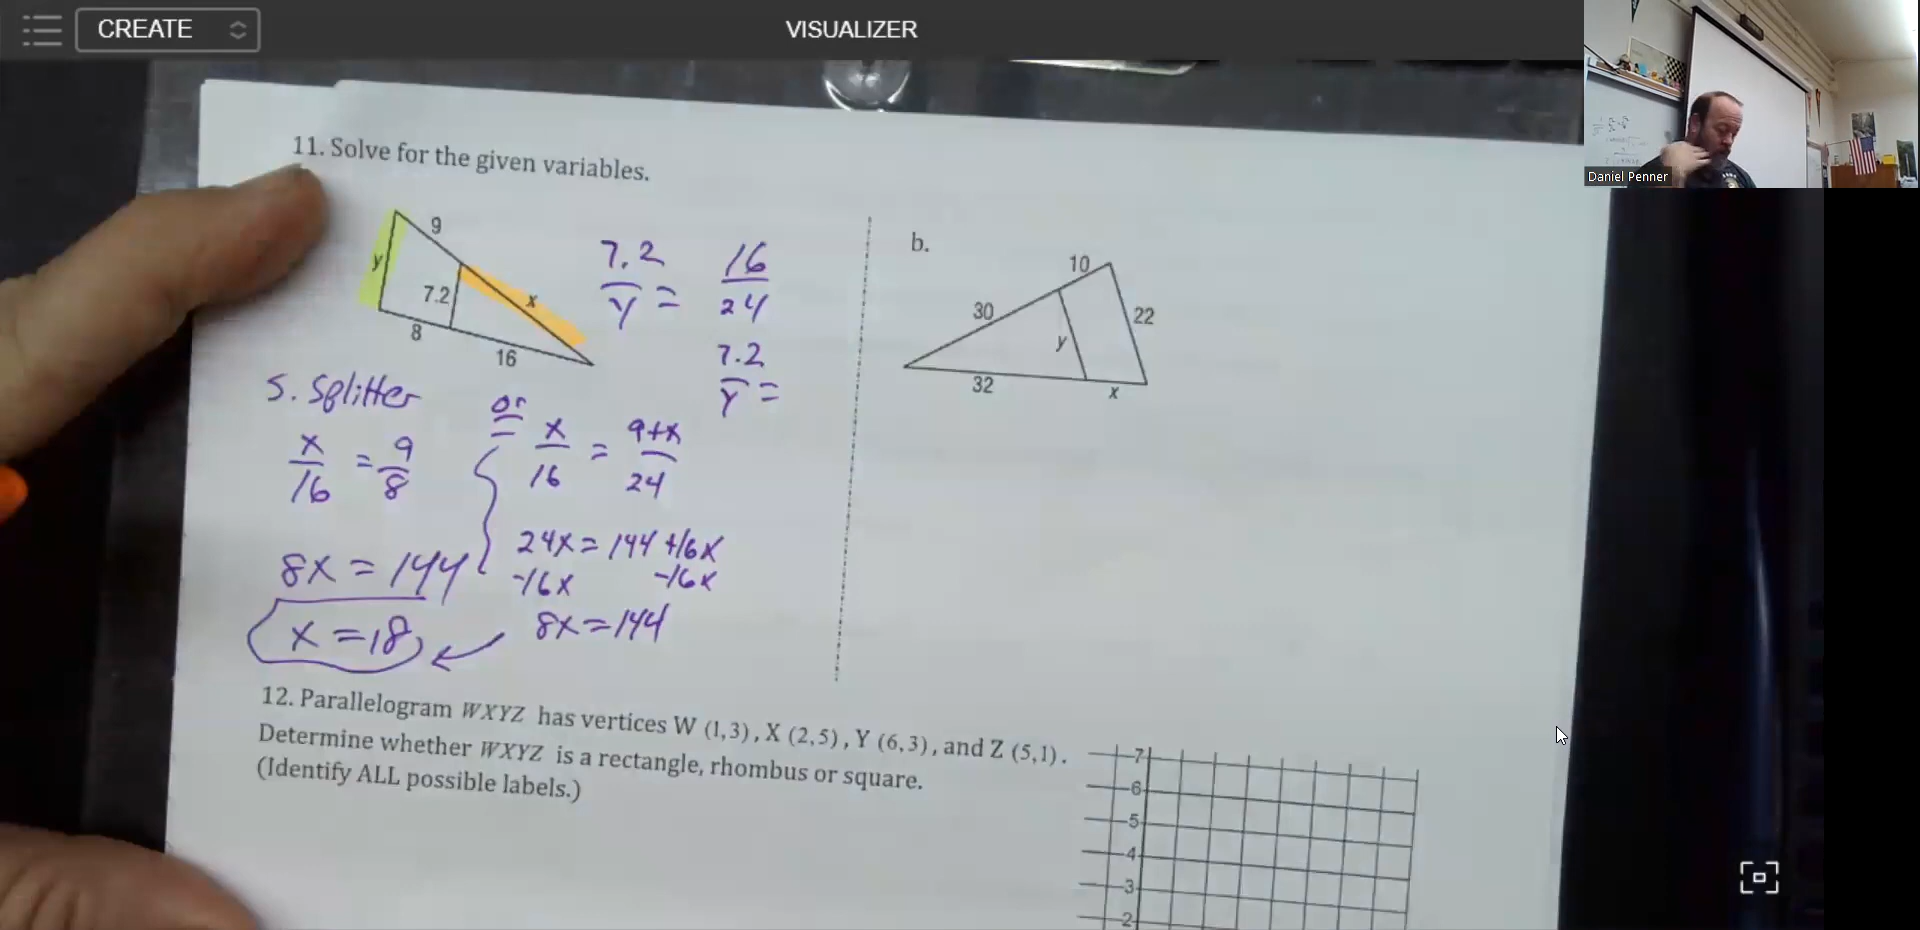 CREATE
VISUALIZER
Daniel Penner
11. Solve for the given variables.
9
y
7.2
x
8
16
7.2
y
=
16
24
7.2
y
=
S. Splitter
x
16
=
9
8
8x = 144
x = 18
or
x
16
=
9+x
24
24x = 144 + 16x
-16x
-16x
8x = 144
b.
10
30
22
y
32
x
12. Parallelogram WXYZ has vertices W (1,3), X (2,5), Y (6,3), and Z (5,1).
Determine whether WXYZ is a rectangle, rhombus or square.
(Identify ALL possible labels.)
7
6
5
4
3
2